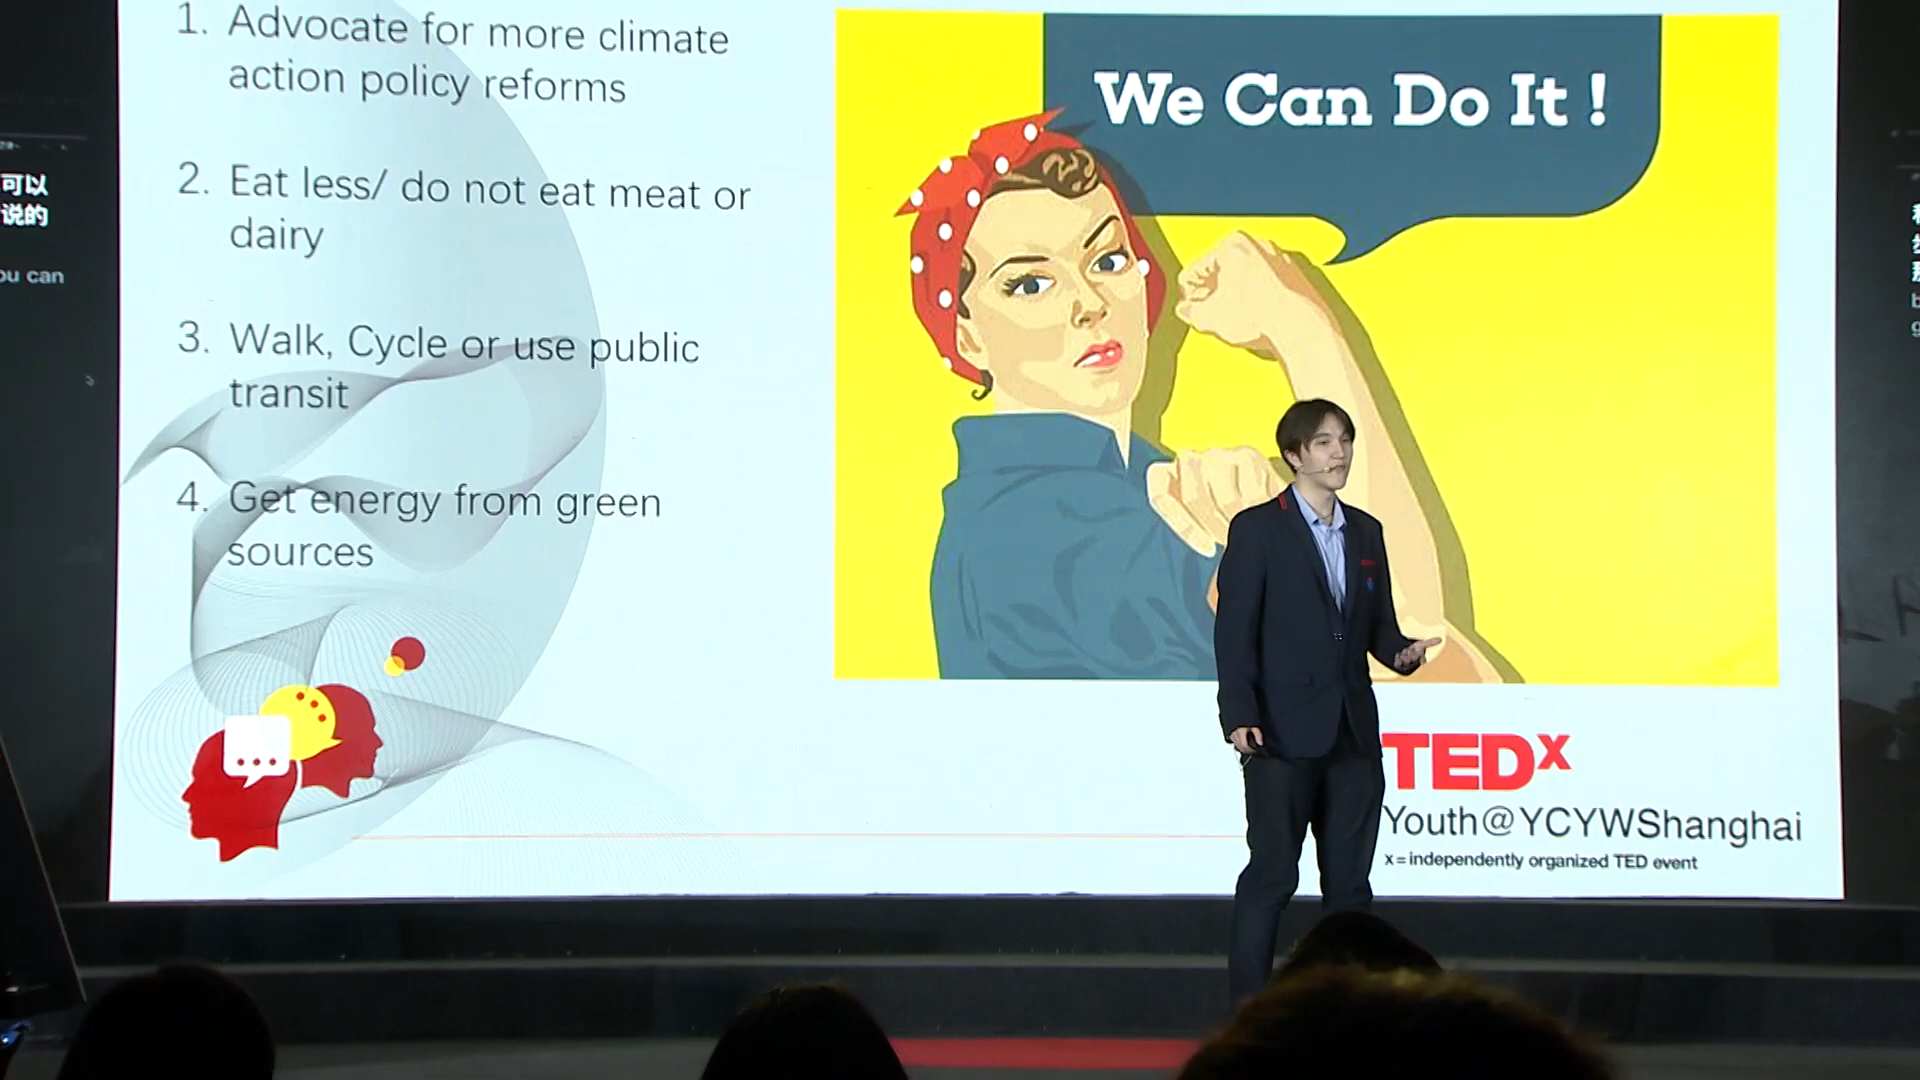 1. Advocate for more climate
action policy reforms
2. Eat less/ do not eat meat or
dairy
3. Walk, Cycle or use public
transit
4. Get energy from green
sources
We Can Do It !
TEDx
Youth@YCYWShanghai
x = independently organized TED event
可以
说的
ou can